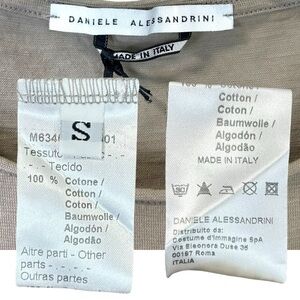 DANIELE ALESSANDRINI
MADE IN ITALY
S
100 % Cotone /
Cotton /
Coton /
Baumwolle /
Algodón /
Algodão
Altre parti - Other
parts
Outras partes
- Tecido
100 % Cotone /
Cotton /
Coton /
Baumwolle /
Algodón /
Algodão
MADE IN ITALY
DANIELE ALESSANDRINI
Distribuito da:
Costume d'Immagine SpA
Via Eleonora Duse 36
00197 Roma
ITALIA